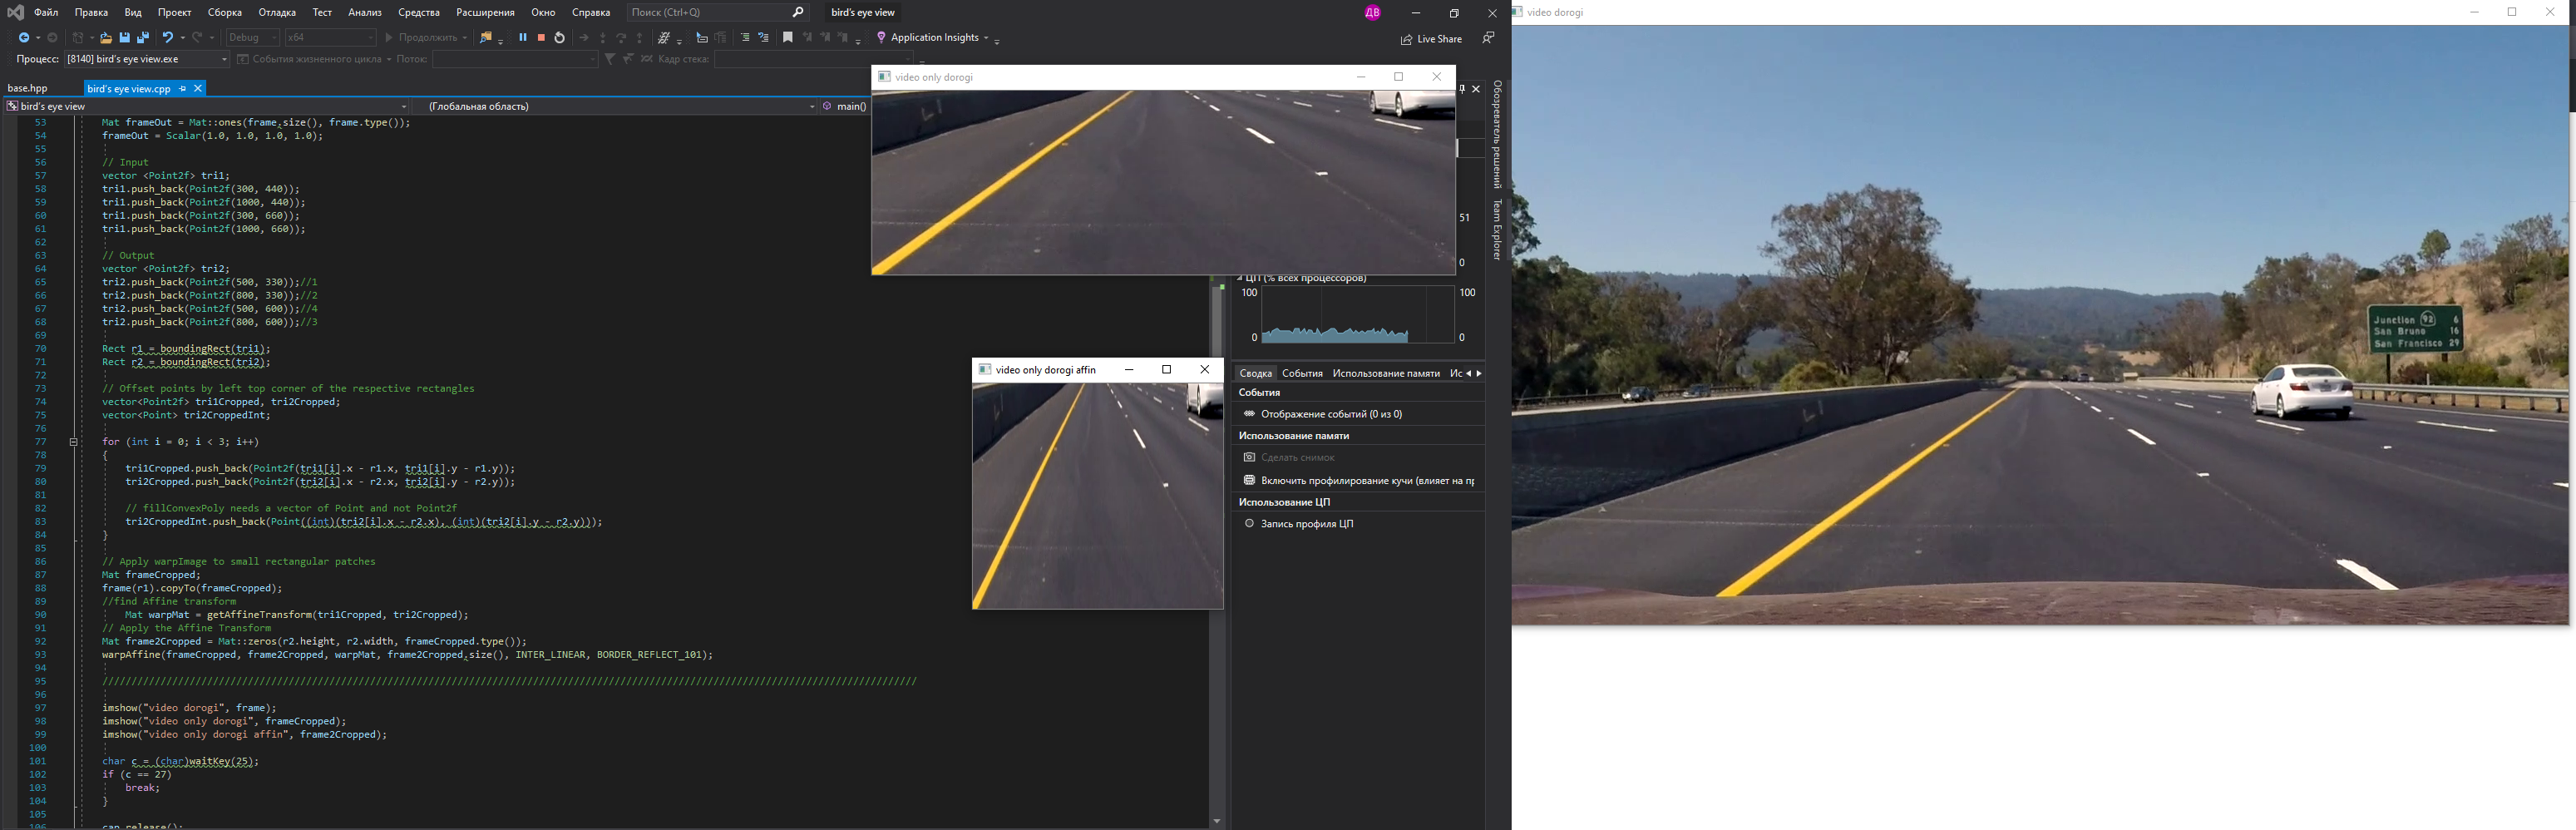 Файл Правка Вид Проект Сборка Отладка Тест Анализ Средства Расширения Окно Справка Поиск (Ctrl+Q) bird's eye view ДВ
Debug x64 Продолжить Application Insights Live Share
Процесс: [8140] bird's eye view.exe События жизненного цикла Поток: Кадр стека:
base.hpp bird's eye view.cpp
bird's eye view (Глобальная область) main()
53 Mat frameOut = Mat::ones(frame.size(), frame.type());
54 frameOut = Scalar(1.0, 1.0, 1.0, 1.0);
55
56 // Input
57 vector <Point2f> tri1;
58 tri1.push_back(Point2f(300, 440));
59 tri1.push_back(Point2f(1000, 440));
60 tri1.push_back(Point2f(300, 660));
61 tri1.push_back(Point2f(1000, 660));
62
63 // Output
64 vector <Point2f> tri2;
65 tri2.push_back(Point2f(500, 330));//1
66 tri2.push_back(Point2f(800, 330));//2
67 tri2.push_back(Point2f(500, 600));//4
68 tri2.push_back(Point2f(800, 600));//3
69
70 Rect r1 = boundingRect(tri1);
71 Rect r2 = boundingRect(tri2);
72
73 // Offset points by left top corner of the respective rectangles
74 vector<Point2f> tri1Cropped, tri2Cropped;
75 vector<Point> tri2CroppedInt;
76
77 for (int i = 0; i < 3; i++)
78 {
79 tri1Cropped.push_back(Point2f(tri1[i].x - r1.x, tri1[i].y - r1.y));
80 tri2Cropped.push_back(Point2f(tri2[i].x - r2.x, tri2[i].y - r2.y));
81
82 // fillConvexPoly needs a vector of Point and not Point2f
83 tri2CroppedInt.push_back(Point((int)(tri2[i].x - r2.x), (int)(tri2[i].y - r2.y)));
84 }
85
86 // Apply warpImage to small rectangular patches
87 Mat frameCropped;
88 frame(r1).copyTo(frameCropped);
89 //find Affine transform
90 Mat warpMat = getAffineTransform(tri1Cropped, tri2Cropped);
91 // Apply the Affine Transform
92 Mat frame2Cropped = Mat::zeros(r2.height, r2.width, frameCropped.type());
93 warpAffine(frameCropped, frame2Cropped, warpMat, frame2Cropped.size(), INTER_LINEAR, BORDER_REFLECT_101);
94
95
96
97 imshow("video dorogi", frame);
98 imshow("video only dorogi", frameCropped);
99 imshow("video only dorogi affin", frame2Cropped);
100
101 char c = (char)waitKey(25);
102 if (c == 27)
103 break;
104 }
105
106 cap.release();
video only dorogi
video only dorogi affin
51
0
ЦП (% всех процессоров)
100 100
0 0
Сводка События Использование памяти Ис
События
Отображение событий (0 из 0)
Использование памяти
Сделать снимок
Включить профилирование кучи (влияет на пр
Использование ЦП
Запись профиля ЦП
Обозреватель решений
Team Explorer
video dorogi
Junction 92 6
San Bruno 16
San Francisco 29